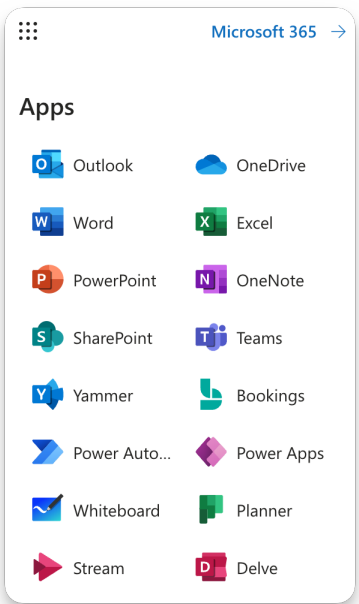 Microsoft 365
Apps
Outlook
OneDrive
Word
Excel
PowerPoint
OneNote
SharePoint
Teams
Yammer
Bookings
Power Auto...
Power Apps
Whiteboard
Planner
Stream
Delve